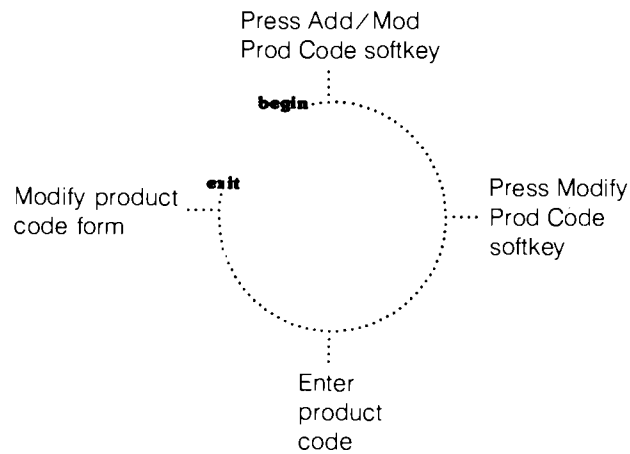 Press Add/Mod
Prod Code softkey
begin
Press Modify
Prod Code
softkey
Enter
product
code
Modify product
code form
exit